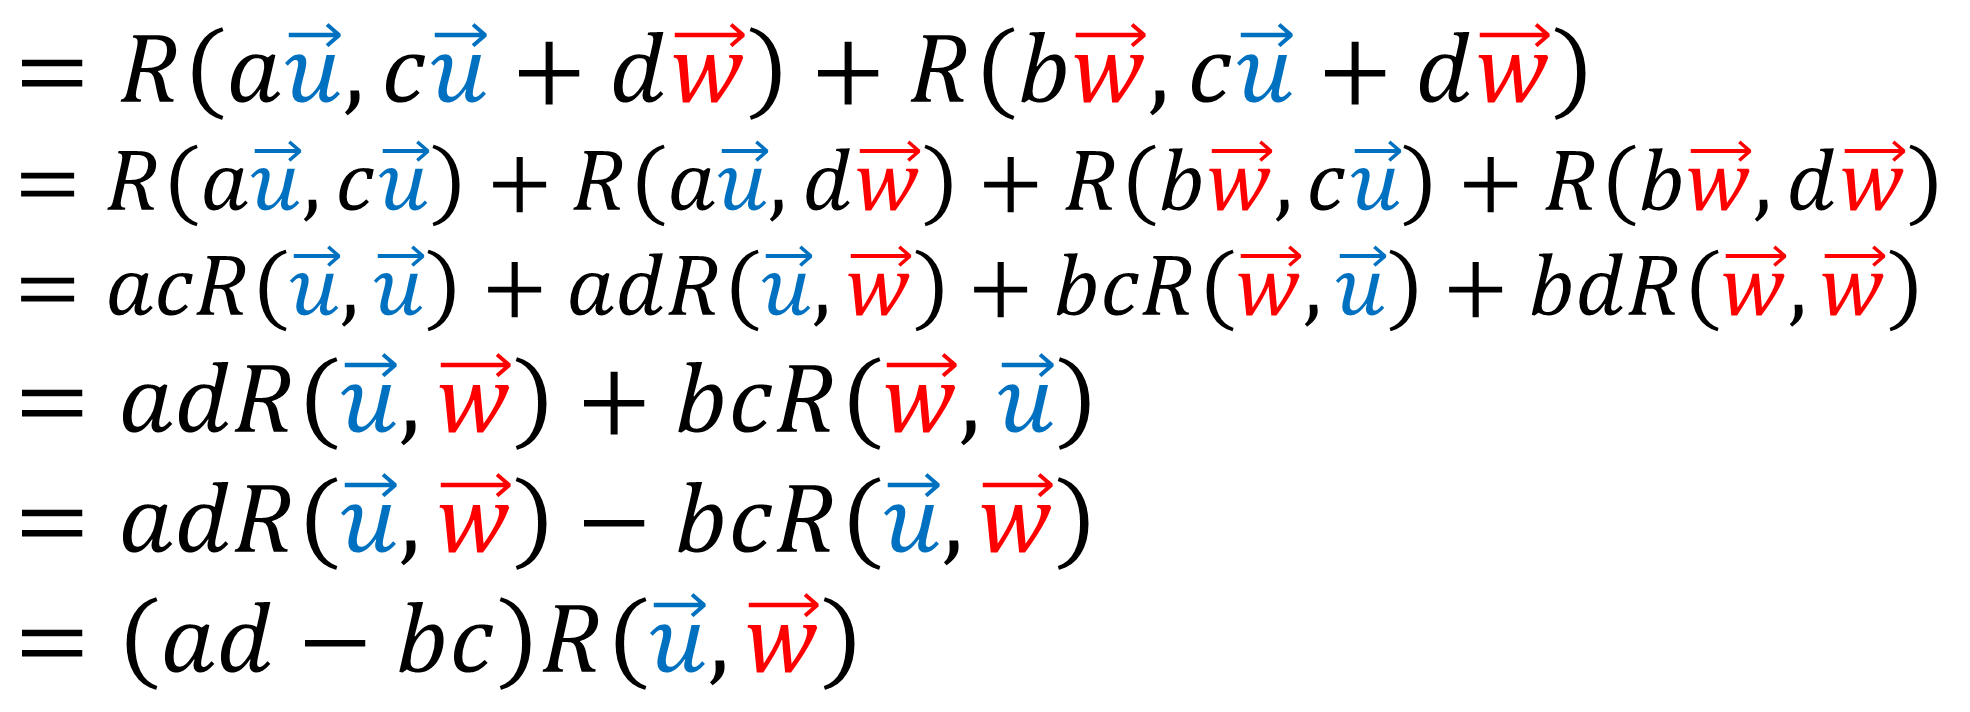 = R(au⃗, cu⃗ + dw⃗) + R(bw⃗, cu⃗ + dw⃗)
= R(au⃗, cu⃗) + R(au⃗, dw⃗) + R(bw⃗, cu⃗) + R(bw⃗, dw⃗)
= acR(u⃗, u⃗) + adR(u⃗, w⃗) + bcR(w⃗, u⃗) + bdR(w⃗, w⃗)
= adR(u⃗, w⃗) + bcR(w⃗, u⃗)
= adR(u⃗, w⃗) − bcR(u⃗, w⃗)
= (ad − bc)R(u⃗, w⃗)